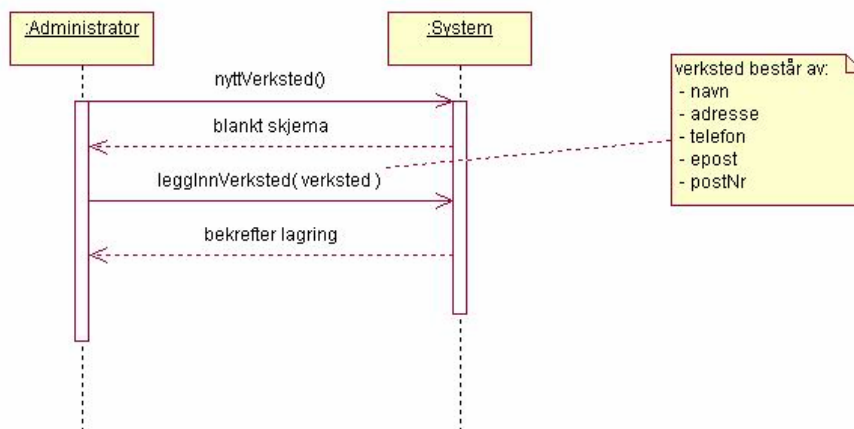 :Administrator
:System
nyttVerksted()
blankt skjema
leggInnVerksted( verksted )
bekrefter lagring
verksted består av:
- navn
- adresse
- telefon
- epost
- postNr